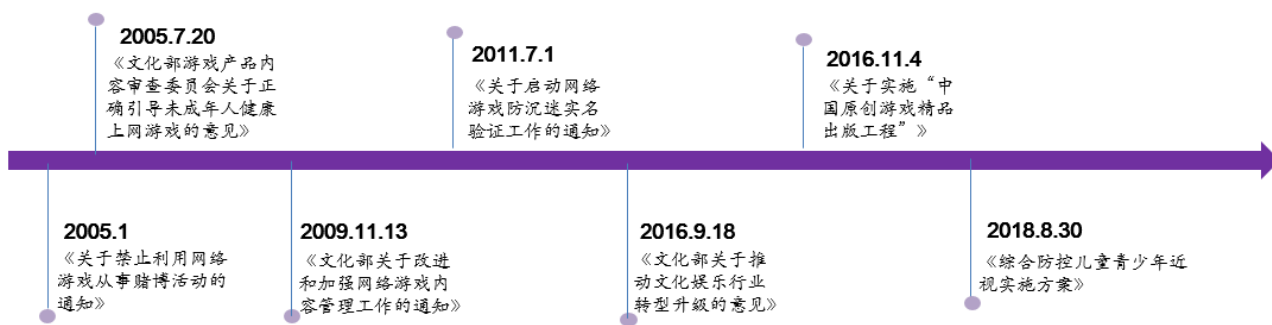 2005.7.20
《文化部游戏产品内
容审查委员会关于正
确引导未成年人健康
上网游戏的意见》
2011.7.1
《关于启动网络
游戏防沉迷实名
验证工作的通知》
2016.11.4
《关于实施“中
国原创游戏精品
出版工程”》
2005.1
《关于禁止利用网络
游戏从事赌博活动的
通知》
2009.11.13
《文化部关于改进
和加强网络游戏内
容管理工作的通知》
2016.9.18
《文化部关于推
动文化娱乐行业
转型升级的意见》
2018.8.30
《综合防控儿童青少年近
视实施方案》